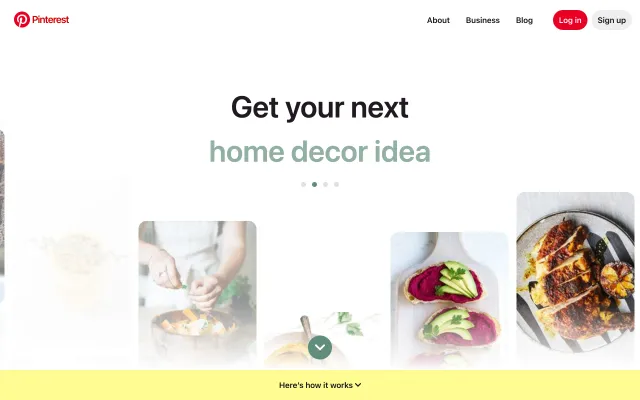 Pinterest
About
Business
Blog
Log in
Sign up
Get your next
home decor idea
Here's how it works